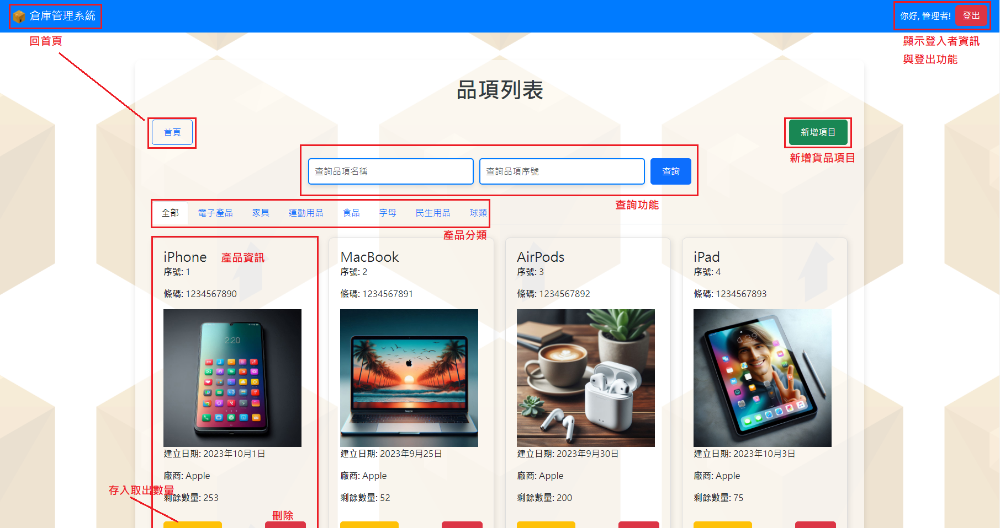 倉庫管理系統
你好, 管理者!
登出
回首頁
顯示登入者資訊
與登出功能
品項列表
首頁
新增項目
新增貨品項目
查詢品項名稱
查詢品項序號
查詢
查詢功能
全部
電子產品
家具
運動用品
食品
字母
民生用品
球類
產品分類
iPhone
產品資訊
序號: 1
條碼: 1234567890
2:20
建立日期: 2023年10月1日
廠商: Apple
存入取出數量
剩餘數量: 253
刪除
MacBook
序號: 2
條碼: 1234567891
建立日期: 2023年9月25日
廠商: Apple
剩餘數量: 52
AirPods
序號: 3
條碼: 1234567892
建立日期: 2023年9月30日
廠商: Apple
剩餘數量: 200
iPad
序號: 4
條碼: 1234567893
建立日期: 2023年10月3日
廠商: Apple
剩餘數量: 75